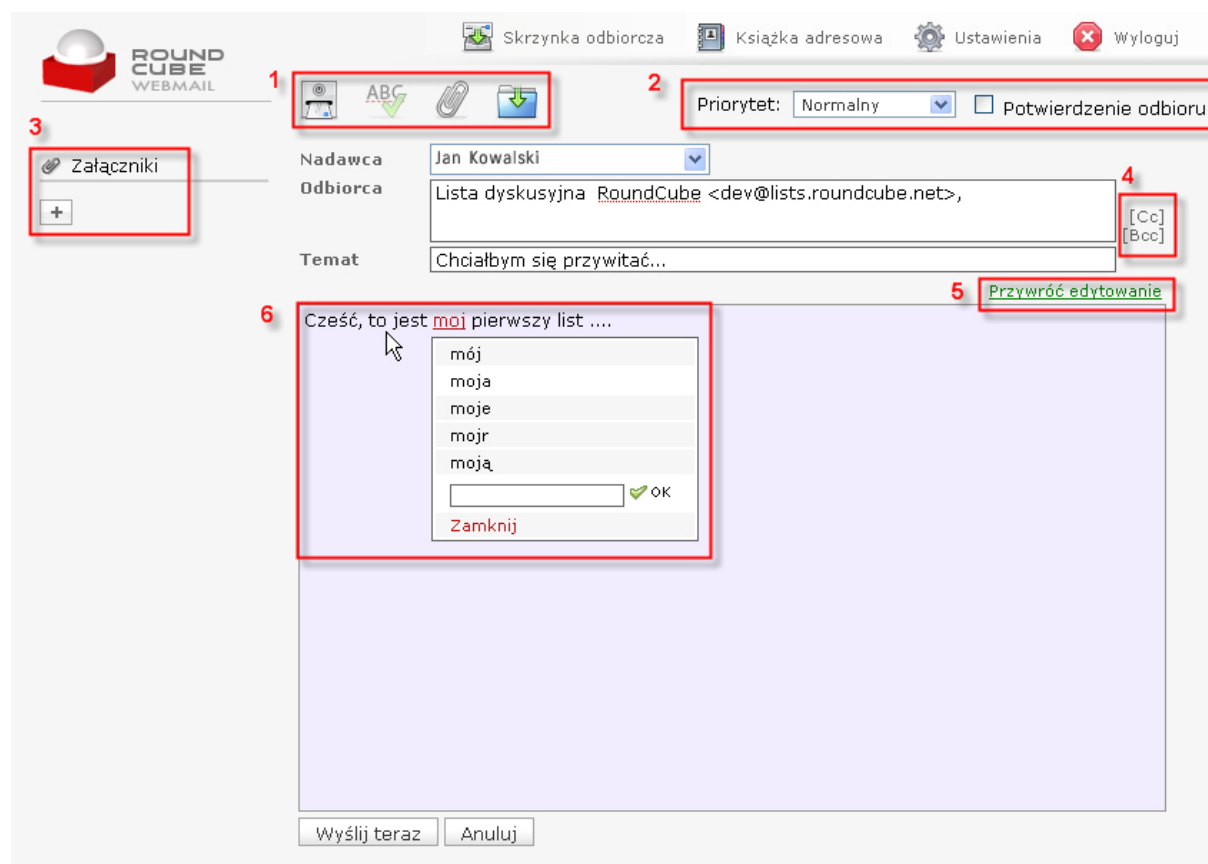 ROUND
CUBE
WEBMAIL
Skrzynka odbiorcza Książka adresowa Ustawienia Wyloguj
1
ABC
2
Priorytet: Normalny Potwierdzenie odbioru
3
Załączniki
+
Nadawca Jan Kowalski
Odbiorca Lista dyskusyjna RoundCube <dev@lists.roundcube.net>,
4
[Cc]
[Bcc]
Temat Chciałbym się przywitać...
5 Przywróć edytowanie
6
Cześć, to jest moj pierwszy list ....
mój
moja
moje
mojr
moją
OK
Zamknij
Wyślij teraz Anuluj